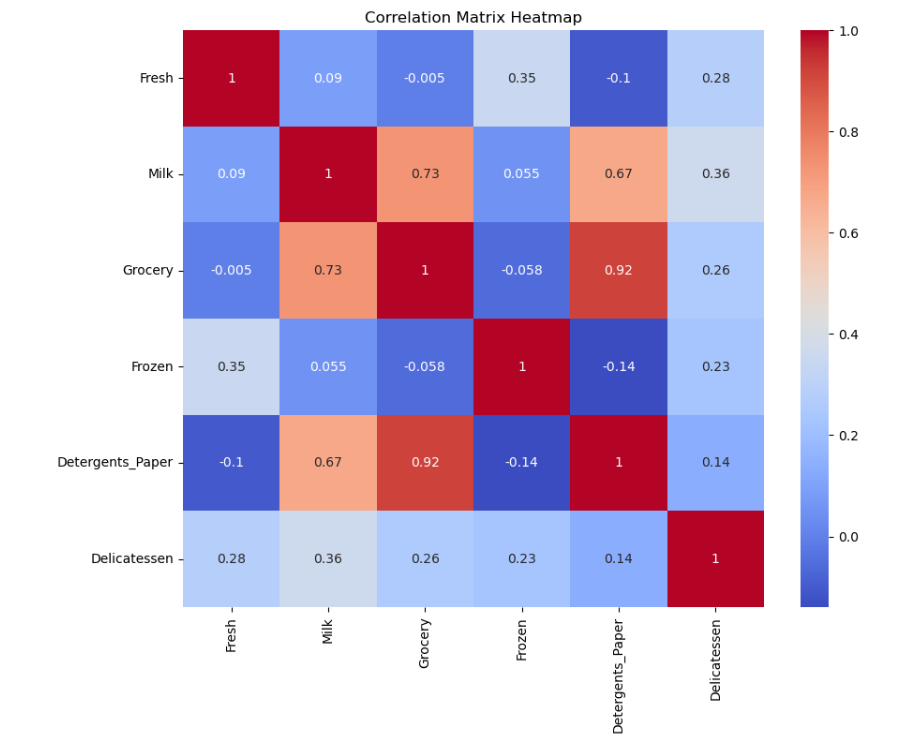 Correlation Matrix Heatmap
Fresh 1 0.09 -0.005 0.35 -0.1 0.28
Milk 0.09 1 0.73 0.055 0.67 0.36
Grocery -0.005 0.73 1 -0.058 0.92 0.26
Frozen 0.35 0.055 -0.058 1 -0.14 0.23
Detergents_Paper -0.1 0.67 0.92 -0.14 1 0.14
Delicatessen 0.28 0.36 0.26 0.23 0.14 1
Fresh Milk Grocery Frozen Detergents_Paper Delicatessen
1.0
0.8
0.6
0.4
0.2
0.0